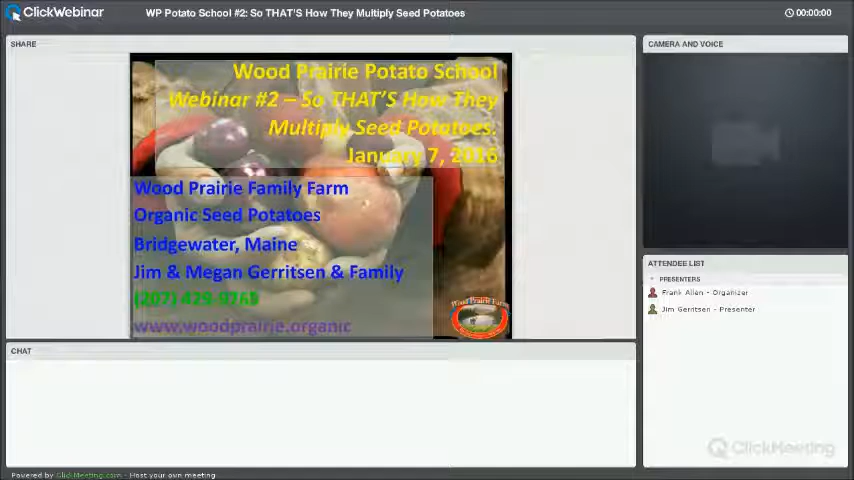 ClickWebinar
WP Potato School #2: So THAT'S How They Multiply Seed Potatoes
00:00:00
SHARE
Wood Prairie Potato School
Webinar #2 – So THAT'S How They
Multiply Seed Potatoes.
January 7, 2016
Wood Prairie Family Farm
Organic Seed Potatoes
Bridgewater, Maine
Jim & Megan Gerritsen & Family
(207) 429-9765
www.woodprairie.organic
Wood Prairie Farm
CAMERA AND VOICE
ATTENDEE LIST
PRESENTERS
Frank Allen - Organizer
Jim Gerritsen - Presenter
CHAT
ClickMeeting
Powered by ClickMeeting.com - Host your own meeting